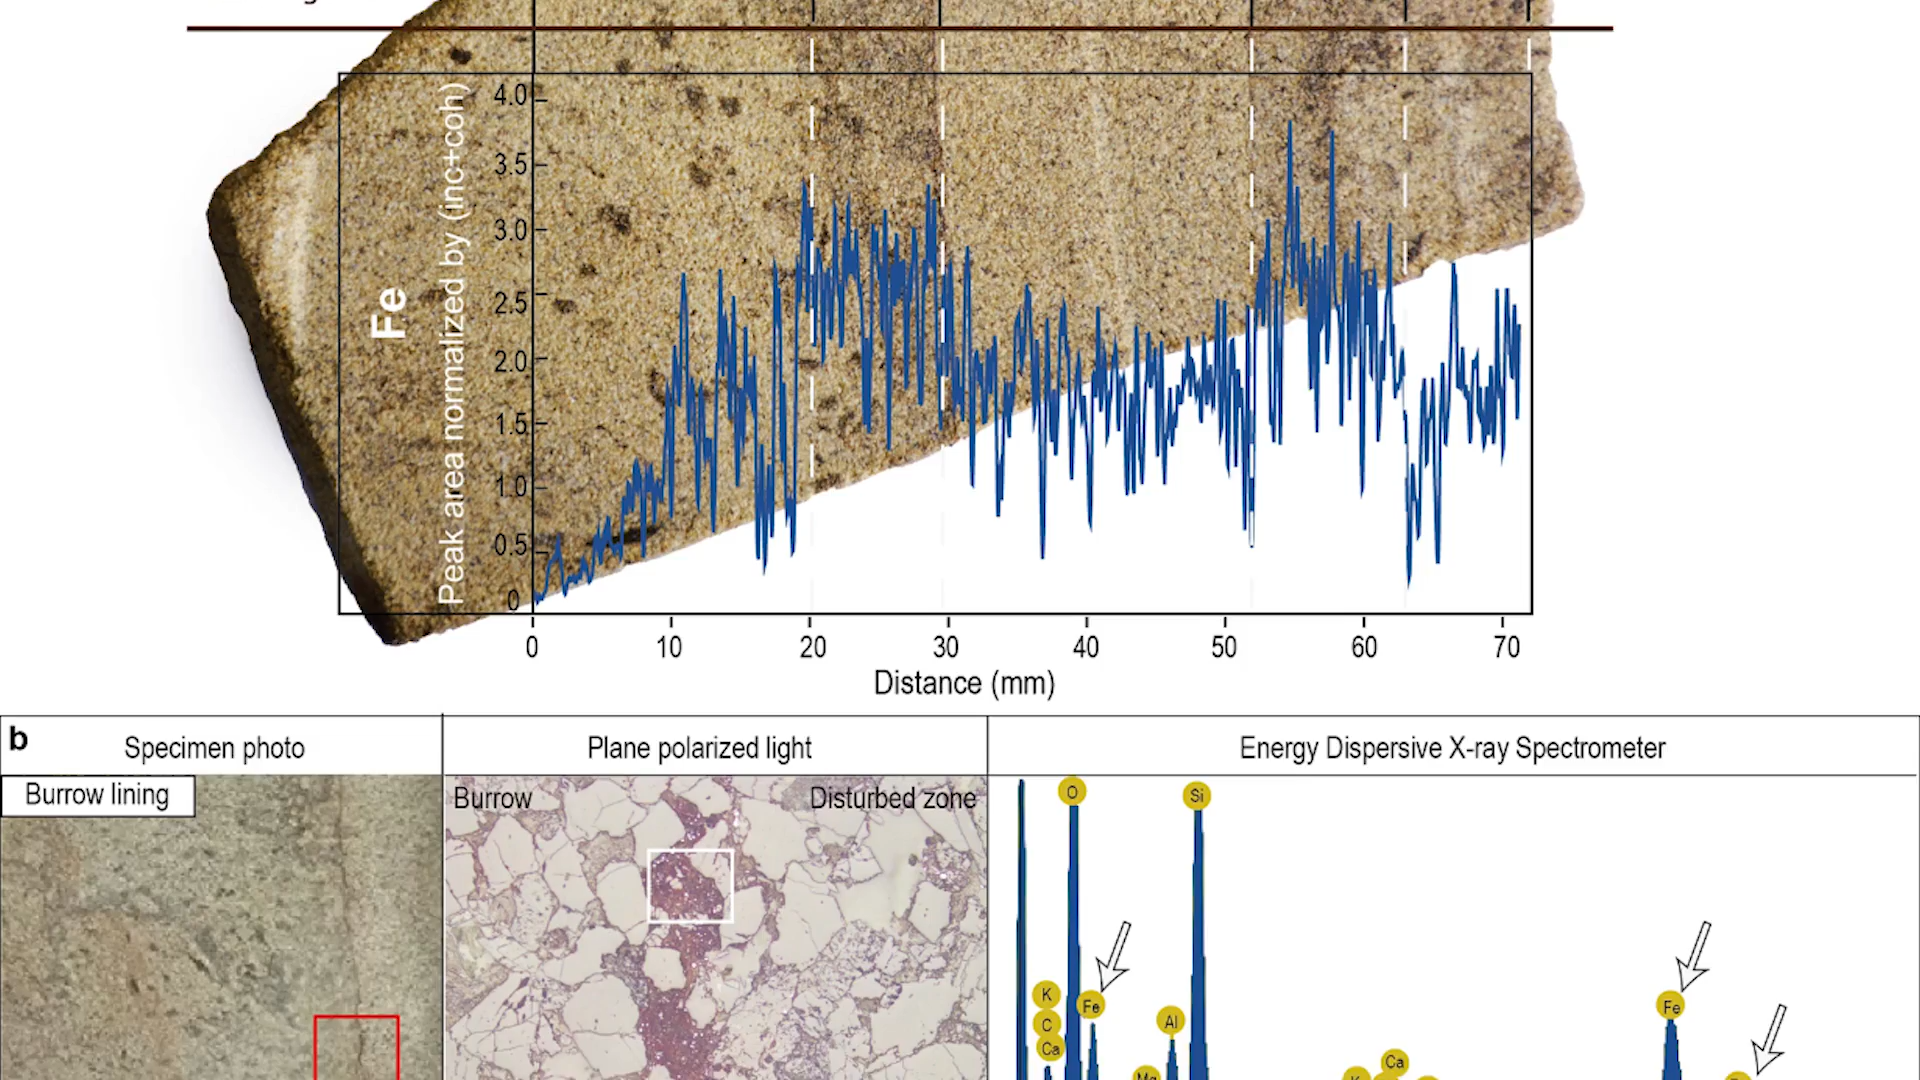 Fe
Peak area normalized by (inc+coh)
4.0
3.5
3.0
2.5
2.0
1.5
1.0
0.5
0
0 10 20 30 40 50 60 70
Distance (mm)
b
Specimen photo
Plane polarized light
Energy Dispersive X-ray Spectrometer
Burrow lining
Burrow
Disturbed zone
O
Si
K
C
Ca
Fe
Al
Mg
Ca
Fe